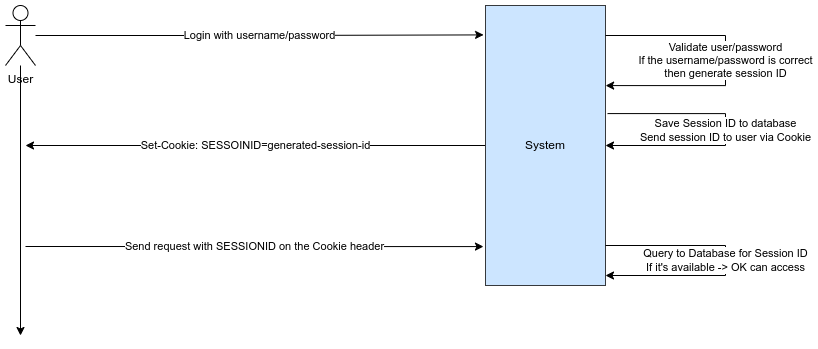 Login with username/password
Validate user/password
If the username/password is correct
then generate session ID
User
Save Session ID to database
Send session ID to user via Cookie
Set-Cookie: SESSOINID=generated-session-id
System
Send request with SESSIONID on the Cookie header
Query to Database for Session ID
If it's available -> OK can access